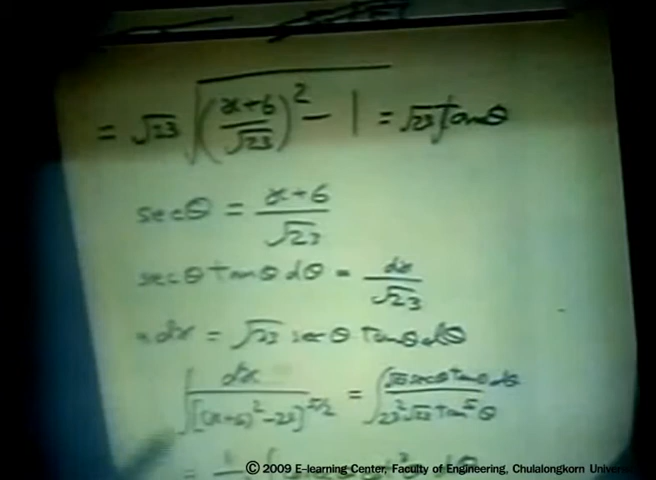 = √23 √((x+6)/√23)² - 1 = √23 tanθ
secθ = (x+6)/√23
secθ tanθ dθ = dx/√23
dx = √23 secθ tanθ dθ
∫ dx/[(x+6)² - 23]^(5/2) = ∫ √23 secθ tanθ dθ/(23² √23 tan⁵θ)
© 2009 E-learning Center, Faculty of Engineering, Chulalongkorn